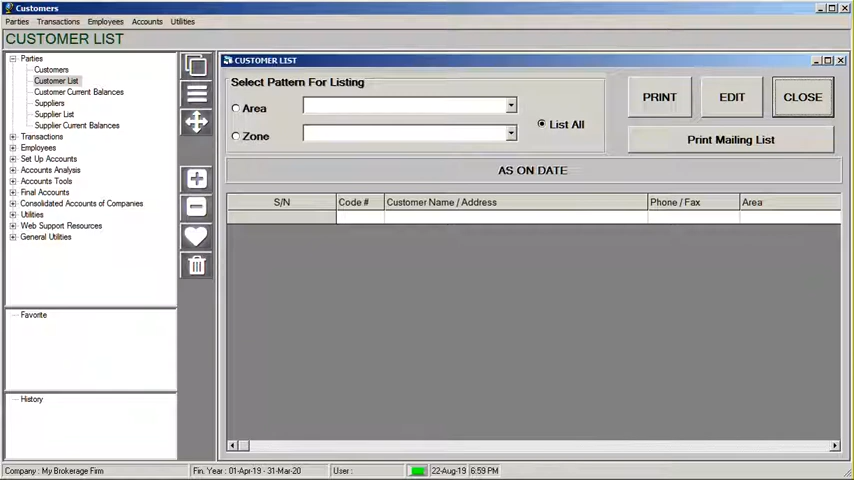 Customers
Parties Transactions Employees Accounts Utilities
CUSTOMER LIST
Parties
Customers
Customer List
Customer Current Balances
Suppliers
Supplier List
Supplier Current Balances
Transactions
Employees
Set Up Accounts
Accounts Analysis
Accounts Tools
Final Accounts
Consolidated Accounts of Companies
Utilities
Web Support Resources
General Utilities
Favorite
History
CUSTOMER LIST
Select Pattern For Listing
Area
Zone
List All
PRINT EDIT CLOSE
Print Mailing List
AS ON DATE
S/N Code # Customer Name / Address Phone / Fax Area
Company : My Brokerage Firm Fin. Year : 01-Apr-19 - 31-Mar-20 User : 22-Aug-19 6:59 PM